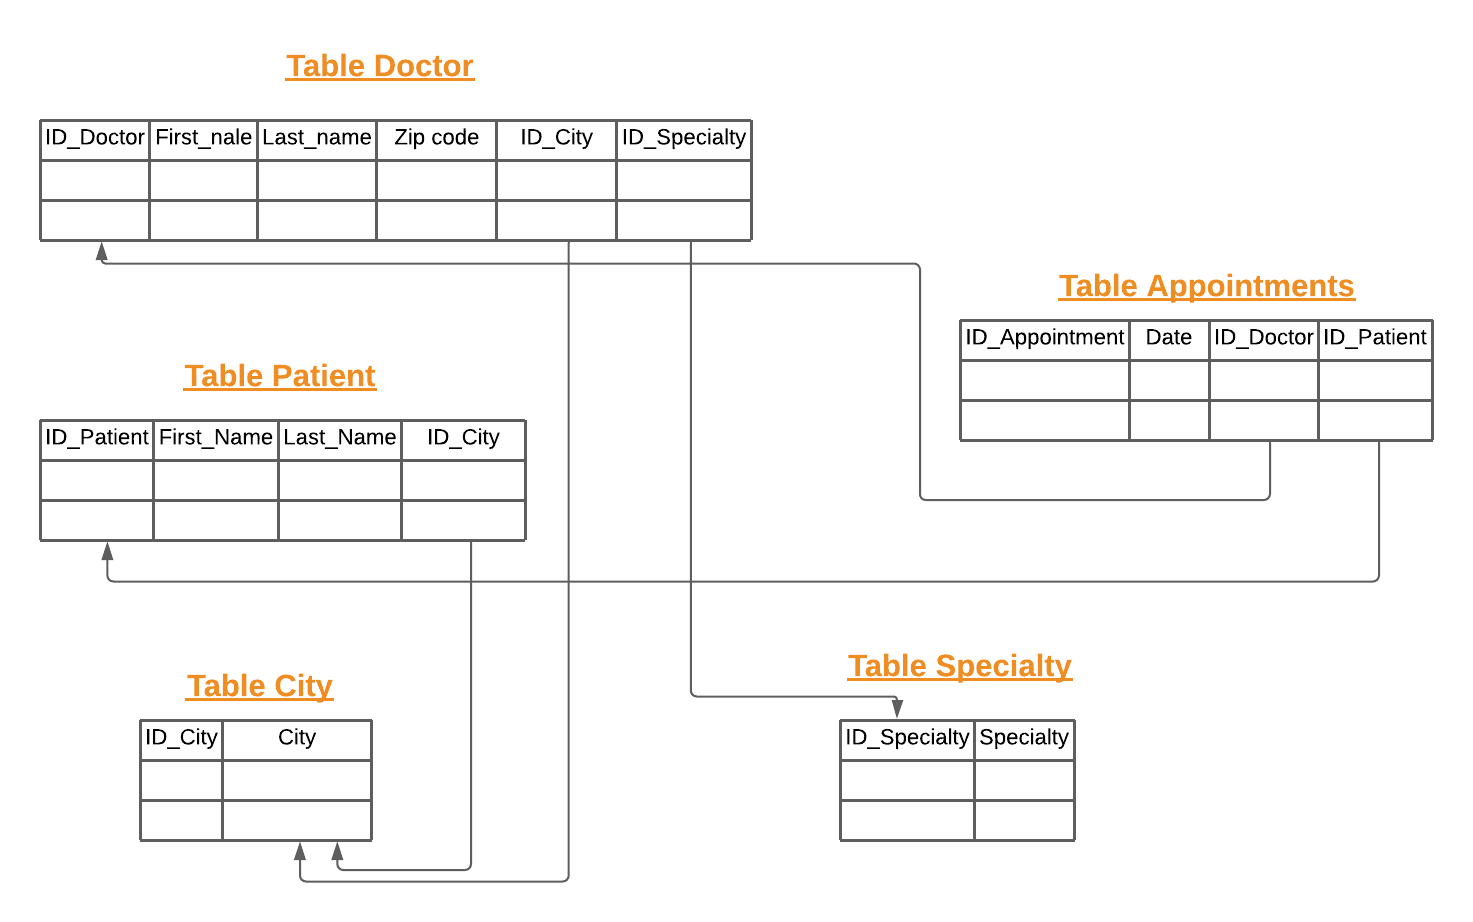 Table Doctor
ID_Doctor First_nale Last_name Zip code ID_City ID_Specialty
Table Appointments
ID_Appointment Date ID_Doctor ID_Patient
Table Patient
ID_Patient First_Name Last_Name ID_City
Table Specialty
ID_Specialty Specialty
Table City
ID_City City